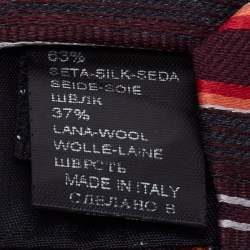 63%
SETA-SILK-SEDA
SEIDE-SOIE
ШЁЛК
37%
LANA-WOOL
WOLLE-LAINE
ШЕРСТЬ
MADE IN ITALY
СДЕЛАНО В